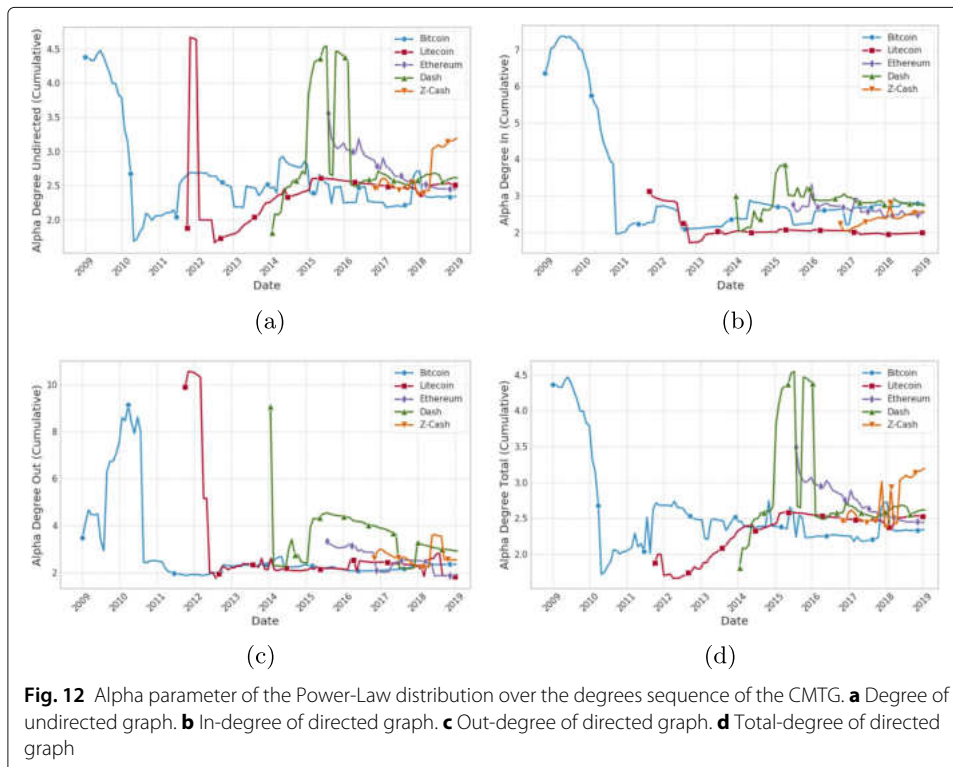 Alpha Degree Undirected (Cumulative)
4.5
4.0
3.5
3.0
2.5
2.0
Bitcoin
Litecoin
Ethereum
Dash
Z-Cash
2009
2010
2011
2012
2013
2014
2015
2016
2017
2018
2019
Date
(a)
Alpha Degree In (Cumulative)
7
6
5
4
3
2
Bitcoin
Litecoin
Ethereum
Dash
Z-Cash
2009
2010
2011
2012
2013
2014
2015
2016
2017
2018
2019
Date
(b)
Alpha Degree Out (Cumulative)
10
8
6
4
2
Bitcoin
Litecoin
Ethereum
Dash
Z-Cash
2009
2010
2011
2012
2013
2014
2015
2016
2017
2018
2019
Date
(c)
Alpha Degree Total (Cumulative)
4.5
4.0
3.5
3.0
2.5
2.0
Bitcoin
Litecoin
Ethereum
Dash
Z-Cash
2009
2010
2011
2012
2013
2014
2015
2016
2017
2018
2019
Date
(d)
Fig. 12 Alpha parameter of the Power-Law distribution over the degrees sequence of the CMTG. a Degree of
undirected graph. b In-degree of directed graph. c Out-degree of directed graph. d Total-degree of directed
graph